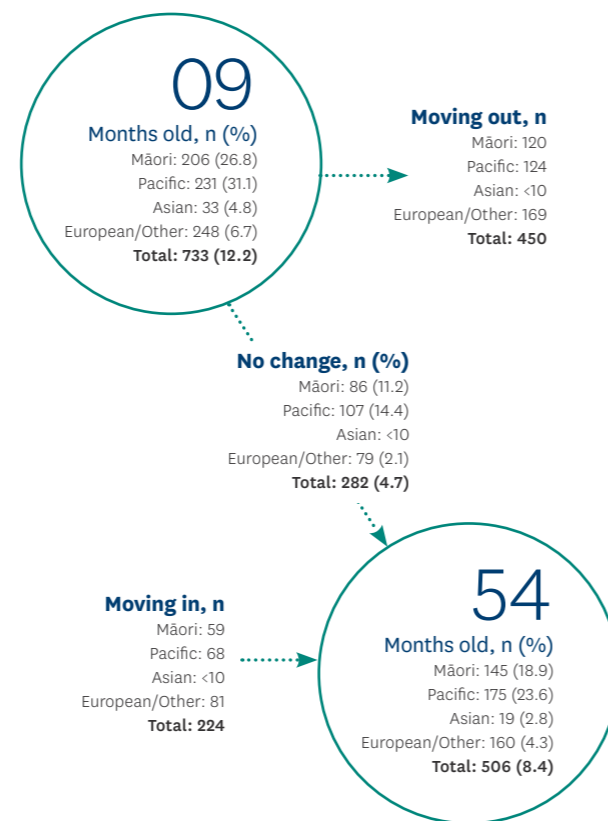 09
Months old, n (%)
Māori: 206 (26.8)
Pacific: 231 (31.1)
Asian: 33 (4.8)
European/Other: 248 (6.7)
Total: 733 (12.2)
Moving out, n
Māori: 120
Pacific: 124
Asian: <10
European/Other: 169
Total: 450
No change, n (%)
Māori: 86 (11.2)
Pacific: 107 (14.4)
Asian: <10
European/Other: 79 (2.1)
Total: 282 (4.7)
Moving in, n
Māori: 59
Pacific: 68
Asian: <10
European/Other: 81
Total: 224
54
Months old, n (%)
Māori: 145 (18.9)
Pacific: 175 (23.6)
Asian: 19 (2.8)
European/Other: 160 (4.3)
Total: 506 (8.4)